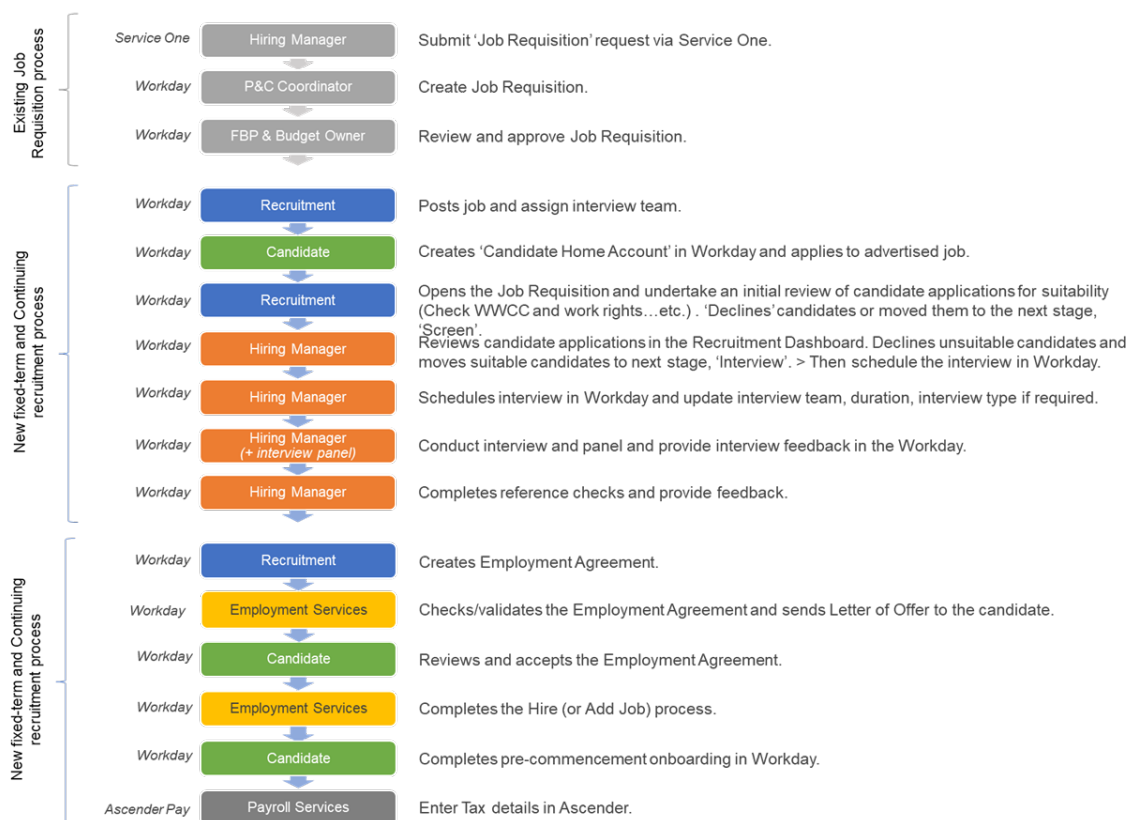 Existing Job
Requisition process
Service One
Hiring Manager
Submit ‘Job Requisition’ request via Service One.
Workday
P&C Coordinator
Create Job Requisition.
Workday
FBP & Budget Owner
Review and approve Job Requisition.
New fixed-term and Continuing
recruitment process
Workday
Recruitment
Posts job and assign interview team.
Workday
Candidate
Creates ‘Candidate Home Account’ in Workday and applies to advertised job.
Workday
Recruitment
Opens the Job Requisition and undertake an initial review of candidate applications for suitability
(Check WWCC and work rights…etc.) . ‘Declines’ candidates or moved them to the next stage,
‘Screen’.
Workday
Hiring Manager
Reviews candidate applications in the Recruitment Dashboard. Declines unsuitable candidates and
moves suitable candidates to next stage, ‘Interview’. > Then schedule the interview in Workday.
Workday
Hiring Manager
Schedules interview in Workday and update interview team, duration, interview type if required.
Workday
Hiring Manager
(+ interview panel)
Conduct interview and panel and provide interview feedback in the Workday.
Workday
Hiring Manager
Completes reference checks and provide feedback.
New fixed-term and Continuing
recruitment process
Workday
Recruitment
Creates Employment Agreement.
Workday
Employment Services
Checks/validates the Employment Agreement and sends Letter of Offer to the candidate.
Workday
Candidate
Reviews and accepts the Employment Agreement.
Workday
Employment Services
Completes the Hire (or Add Job) process.
Workday
Candidate
Completes pre-commencement onboarding in Workday.
Ascender Pay
Payroll Services
Enter Tax details in Ascender.